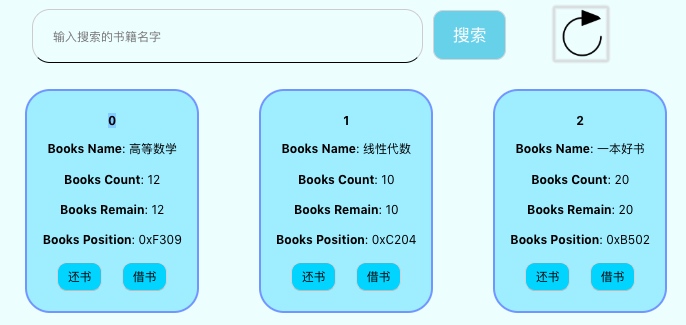 输入搜索的书籍名字
搜索
0
Books Name: 高等数学
Books Count: 12
Books Remain: 12
Books Position: 0xF309
还书 借书
1
Books Name: 线性代数
Books Count: 10
Books Remain: 10
Books Position: 0xC204
还书 借书
2
Books Name: 一本好书
Books Count: 20
Books Remain: 20
Books Position: 0xB502
还书 借书